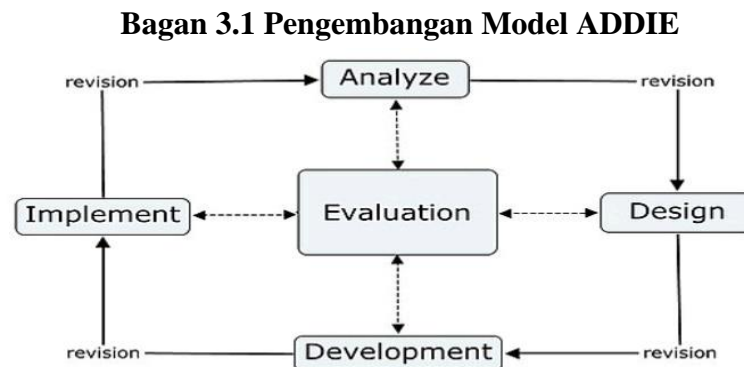 Bagan 3.1 Pengembangan Model ADDIE
revision
Analyze
revision
Implement
Evaluation
Design
revision
Development
revision